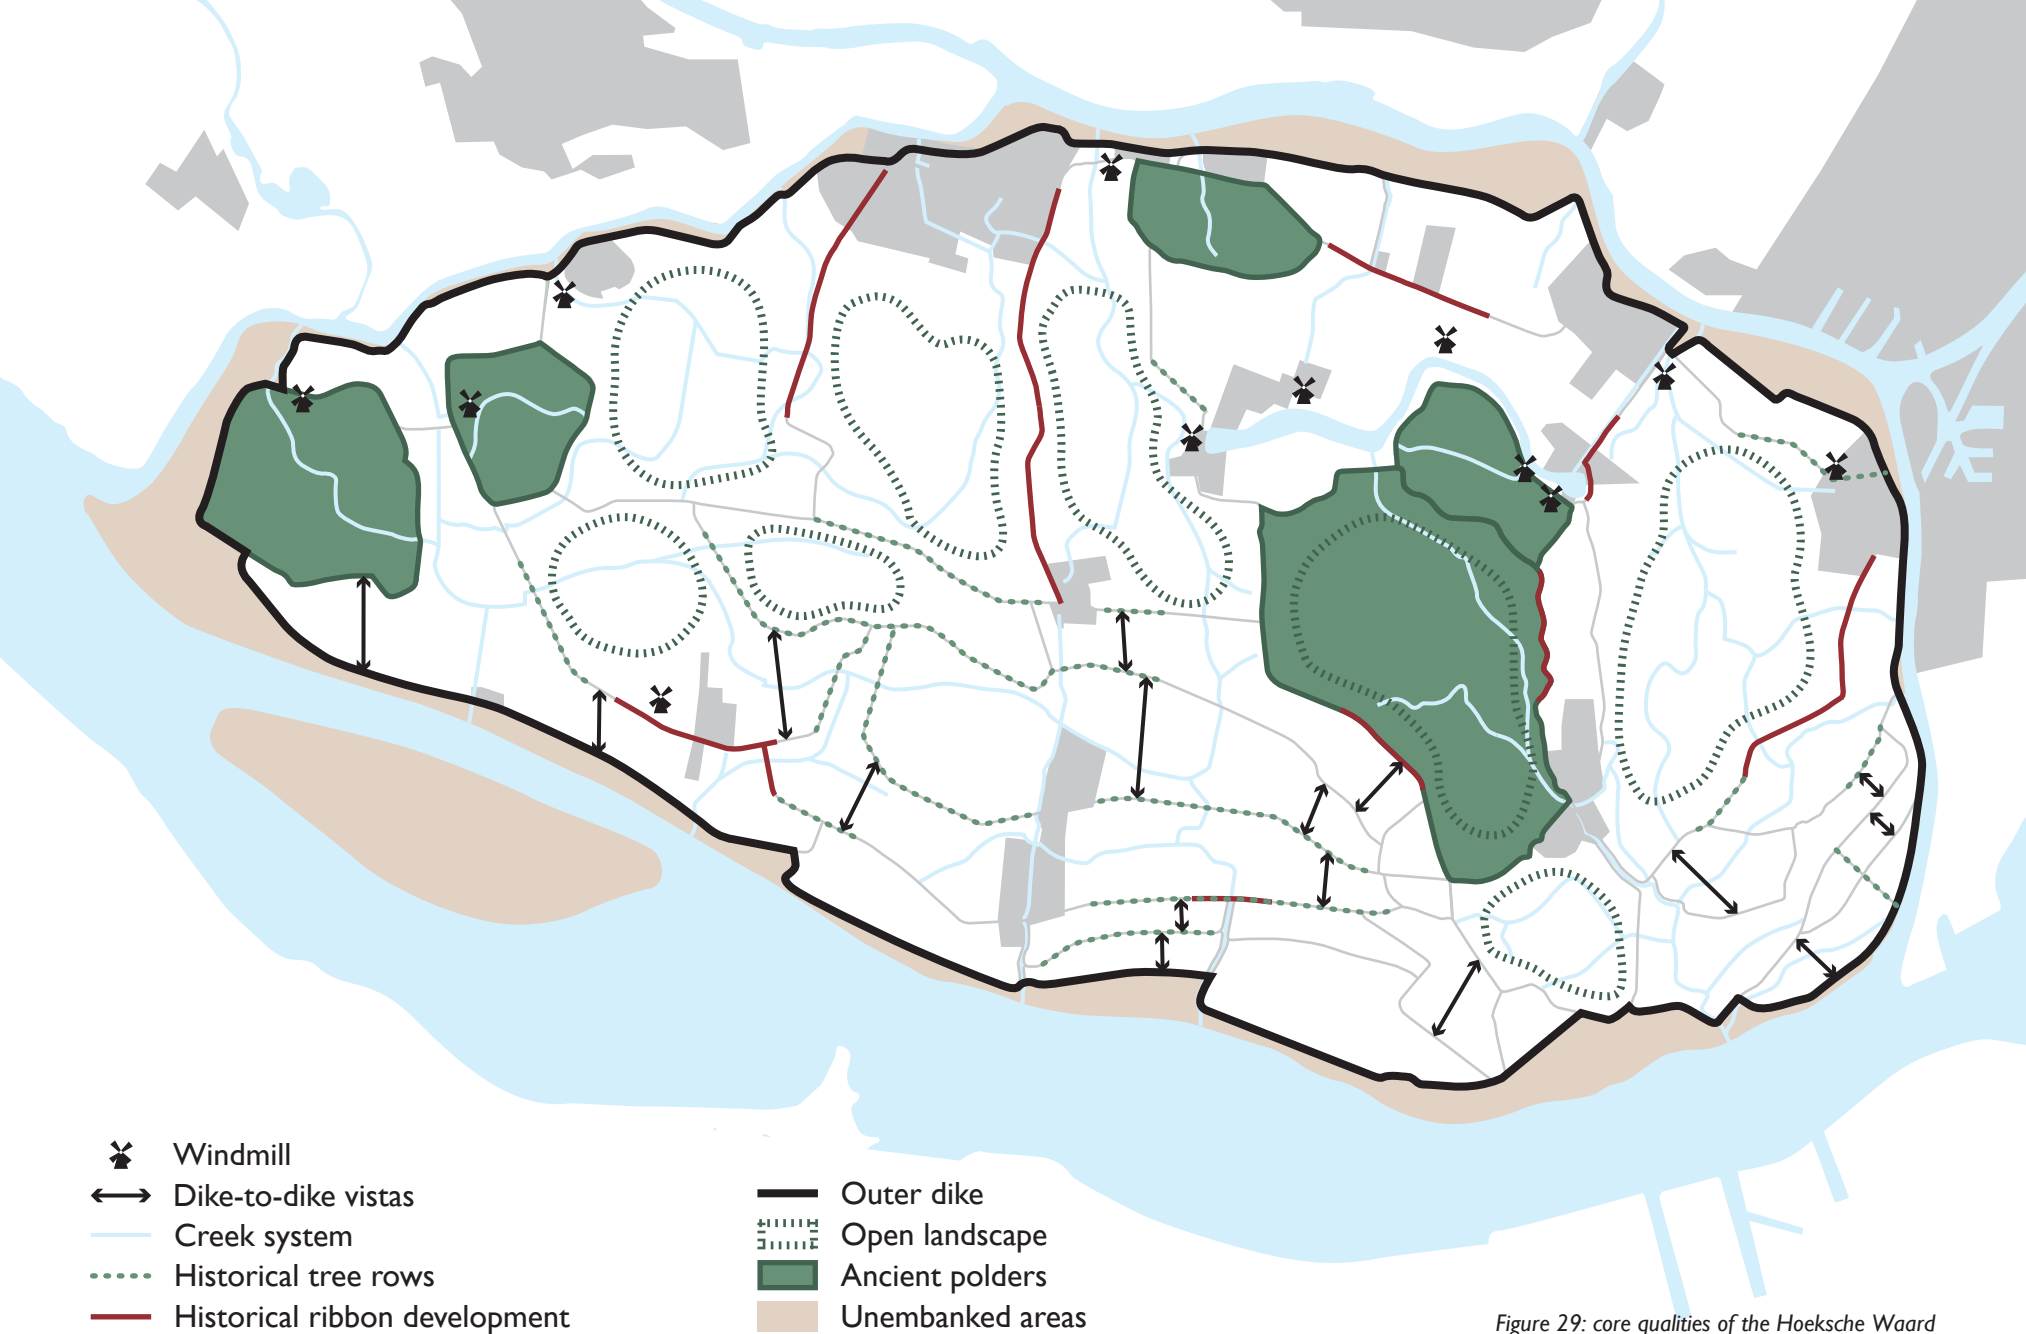 Windmill
Dike-to-dike vistas
Creek system
Historical tree rows
Historical ribbon development
Outer dike
Open landscape
Ancient polders
Unembanked areas
Figure 29: core qualities of the Hoeksche Waard